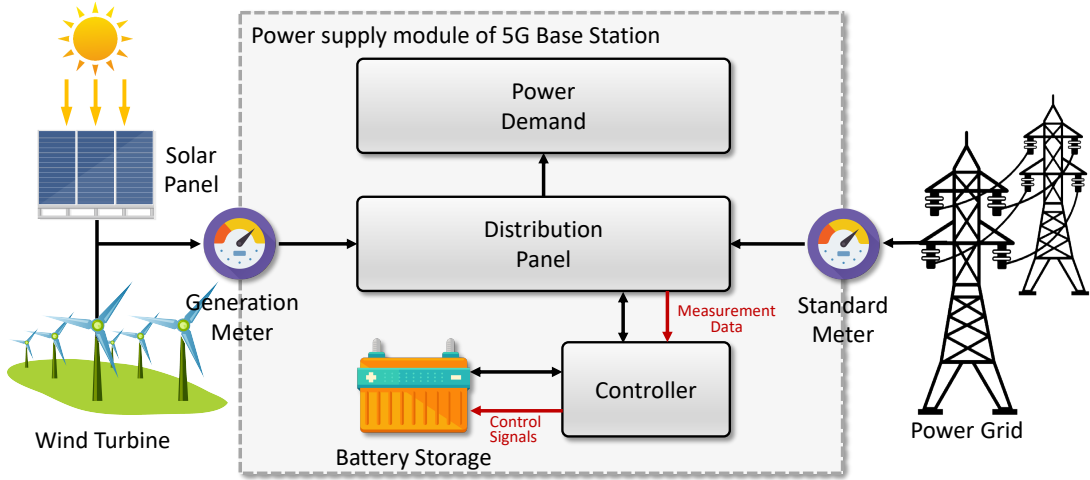 Power supply module of 5G Base Station
Power
Demand
Solar
Panel
Distribution
Panel
Generation
Meter
Measurement
Data
Standard
Meter
Controller
Control
Signals
Wind Turbine
Battery Storage
Power Grid